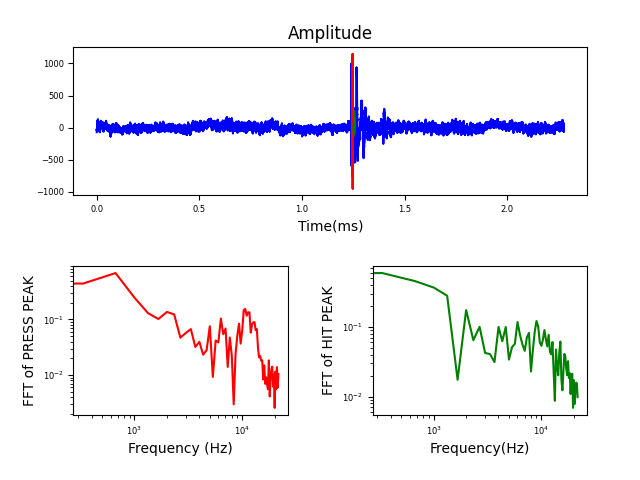 Amplitude
1000
500
0
−500
−1000
0.0 0.5 1.0 1.5 2.0
Time(ms)
FFT of PRESS PEAK
10⁻¹
10⁻²
10³ 10⁴
Frequency (Hz)
FFT of HIT PEAK
10⁻¹
10⁻²
10³ 10⁴
Frequency(Hz)